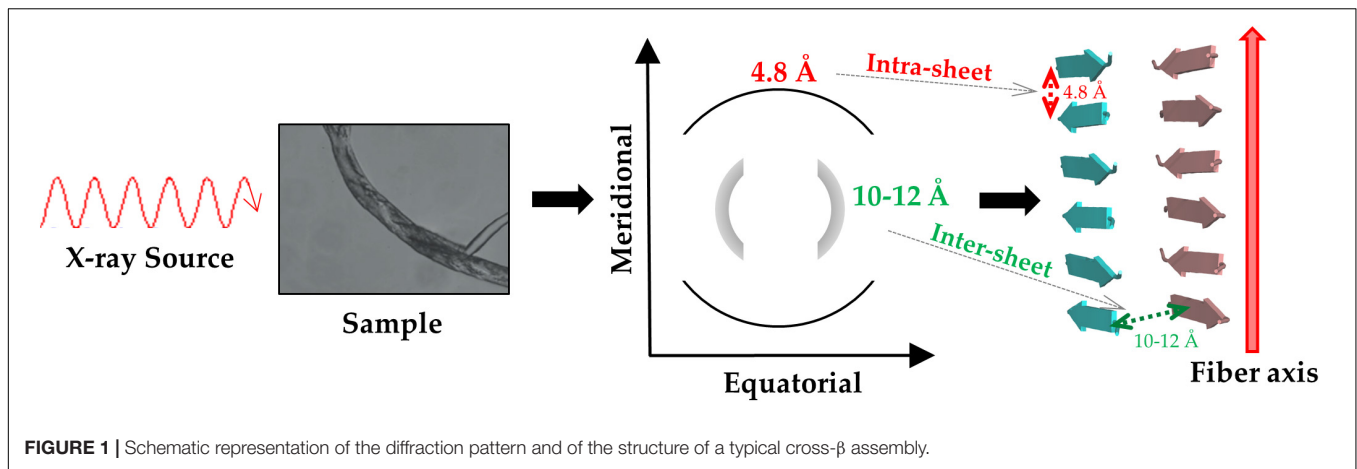 X-ray Source
Sample
Meridional
4.8 Å
10-12 Å
Equatorial
Intra-sheet
Inter-sheet
4.8 Å
10-12 Å
Fiber axis
FIGURE 1 | Schematic representation of the diffraction pattern and of the structure of a typical cross-β assembly.